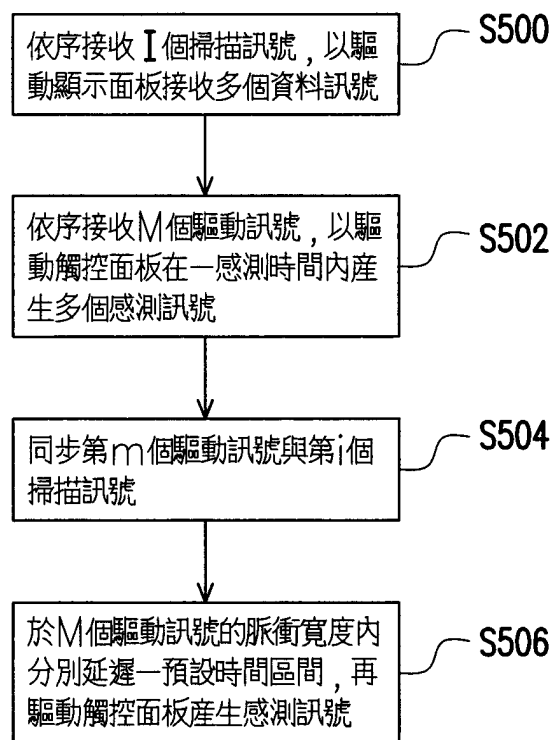 依序接收I個掃描訊號，以驅
動顯示面板接收多個資料訊號
S500
依序接收M個驅動訊號，以驅
動觸控面板在一感測時間內産
生多個感測訊號
S502
同步第m個驅動訊號與第i個
掃描訊號
S504
於M個驅動訊號的脈衝寬度內
分別延遲一預設時間區間，再
驅動觸控面板産生感測訊號
S506